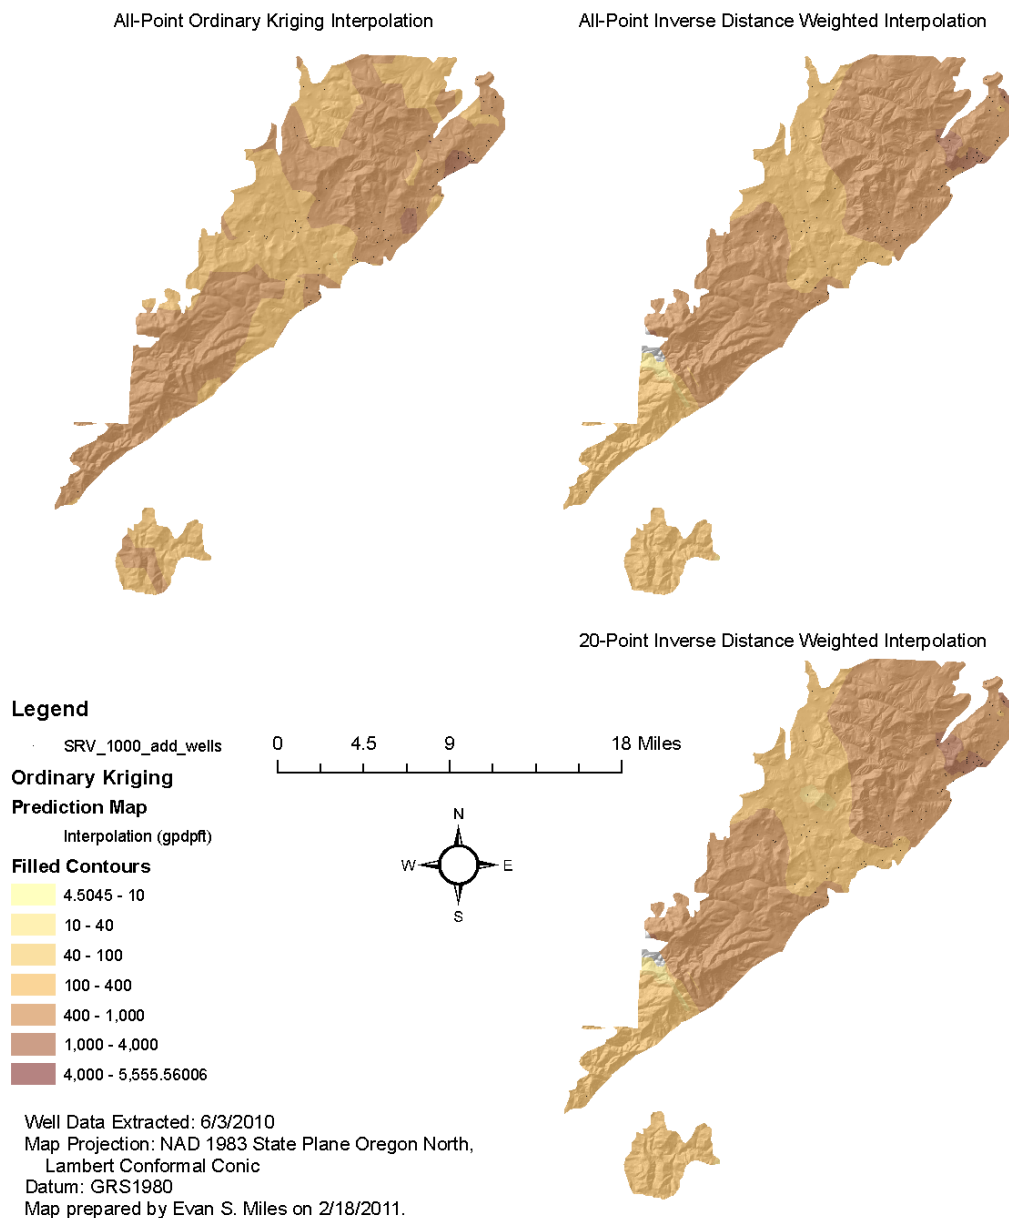 All-Point Ordinary Kriging Interpolation
All-Point Inverse Distance Weighted Interpolation
20-Point Inverse Distance Weighted Interpolation
Legend
SRV_1000_add_wells
0 4.5 9 18 Miles
Ordinary Kriging
Prediction Map
Interpolation (gpdpft)
Filled Contours
4.5045 - 10
10 - 40
40 - 100
100 - 400
400 - 1,000
1,000 - 4,000
4,000 - 5,555.56006
N
W E
S
Well Data Extracted: 6/3/2010
Map Projection: NAD 1983 State Plane Oregon North,
Lambert Conformal Conic
Datum: GRS1980
Map prepared by Evan S. Miles on 2/18/2011.